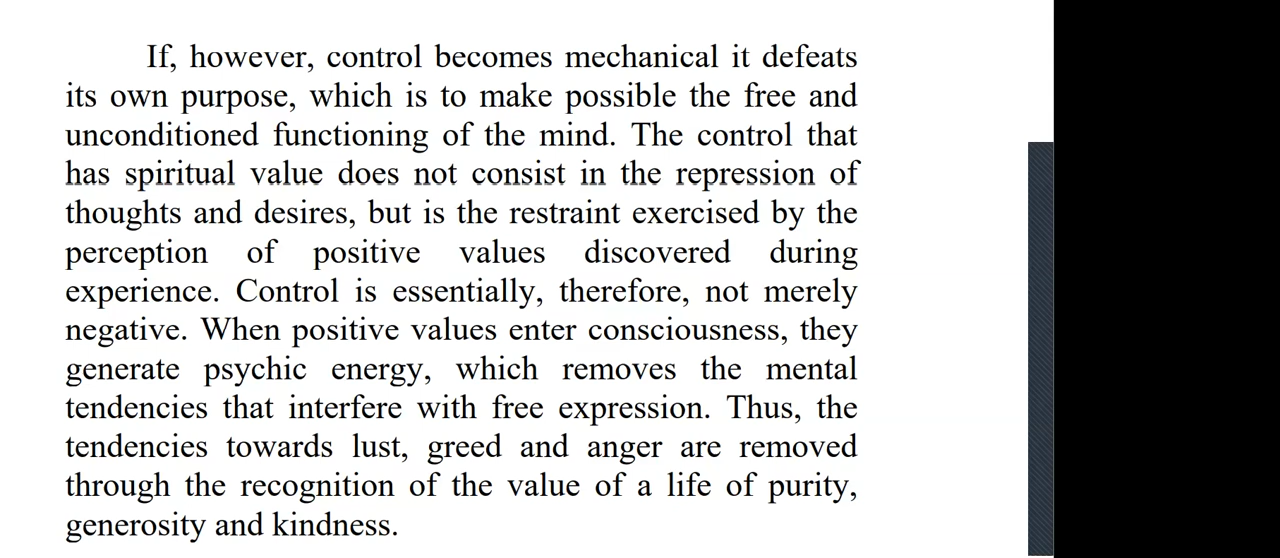 If, however, control becomes mechanical it defeats
its own purpose, which is to make possible the free and
unconditioned functioning of the mind. The control that
has spiritual value does not consist in the repression of
thoughts and desires, but is the restraint exercised by the
perception of positive values discovered during
experience. Control is essentially, therefore, not merely
negative. When positive values enter consciousness, they
generate psychic energy, which removes the mental
tendencies that interfere with free expression. Thus, the
tendencies towards lust, greed and anger are removed
through the recognition of the value of a life of purity,
generosity and kindness.